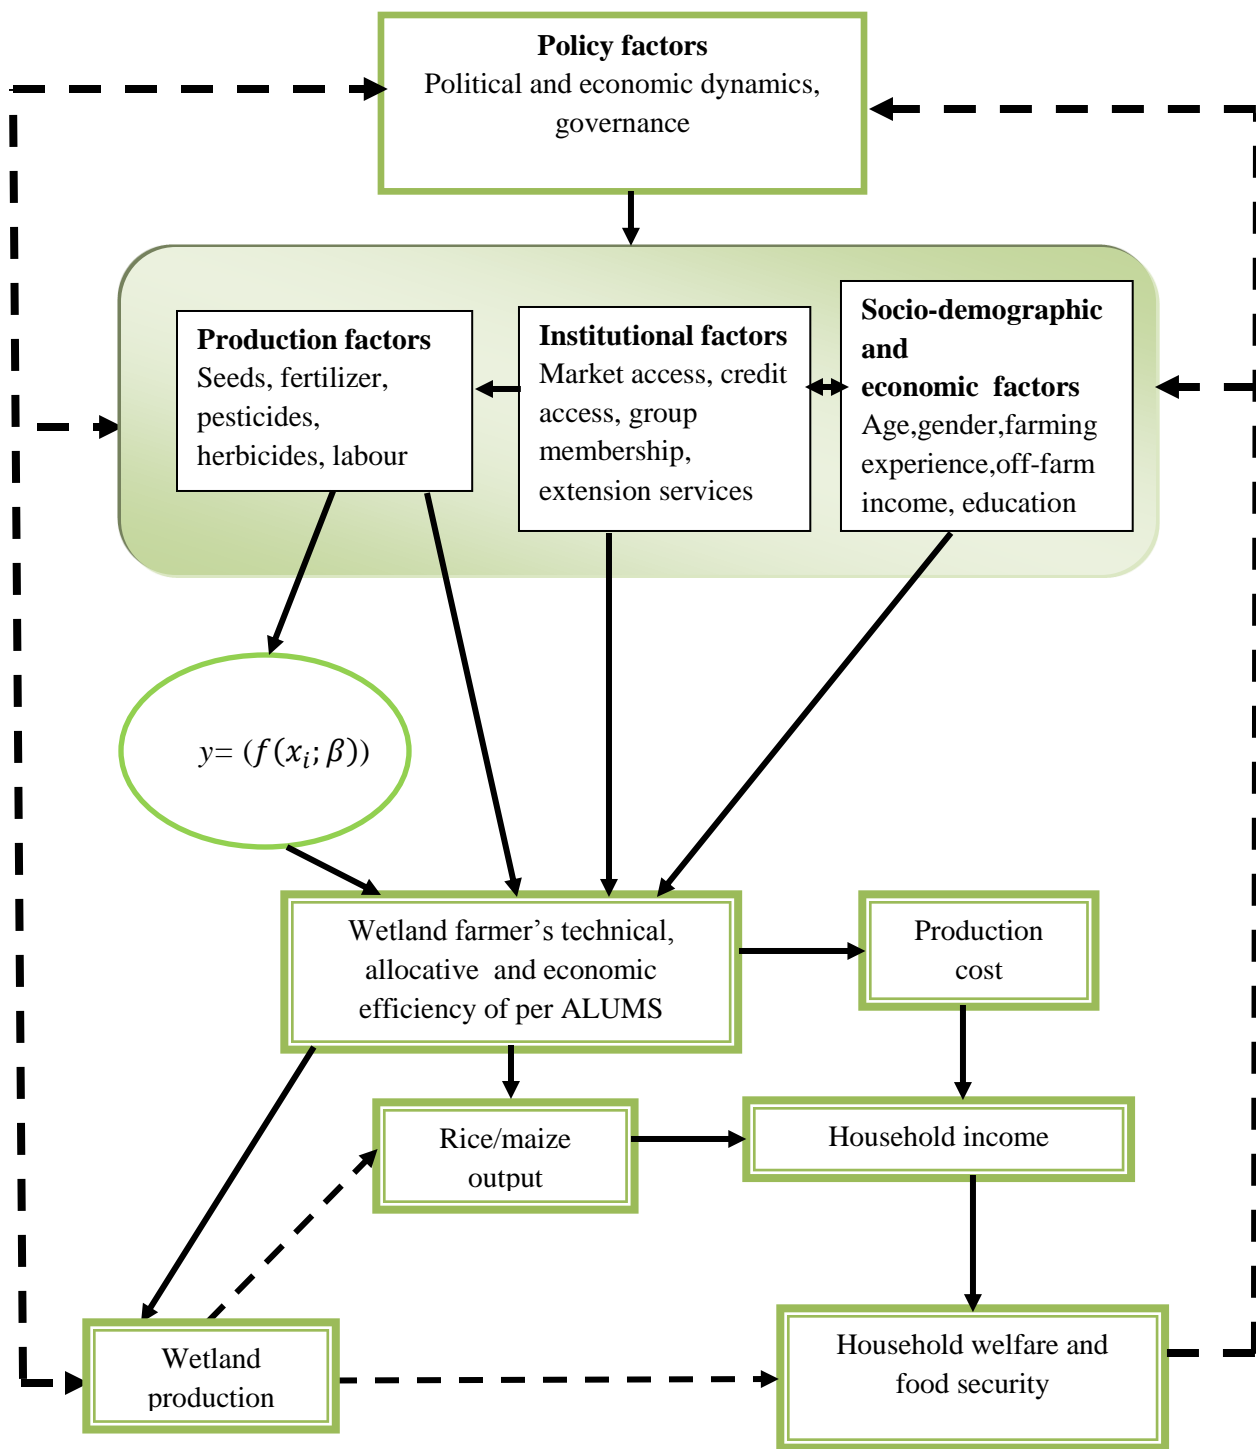 Policy factors
Political and economic dynamics,
governance
Production factors
Seeds, fertilizer,
pesticides,
herbicides, labour
Institutional factors
Market access, credit
access, group
membership,
extension services
Socio-demographic
and
economic factors
Age,gender,farming
experience,off-farm
income, education
y= (f(xᵢ; β))
Wetland farmer’s technical,
allocative and economic
efficiency of per ALUMS
Production
cost
Rice/maize
output
Household income
Wetland
production
Household welfare and
food security